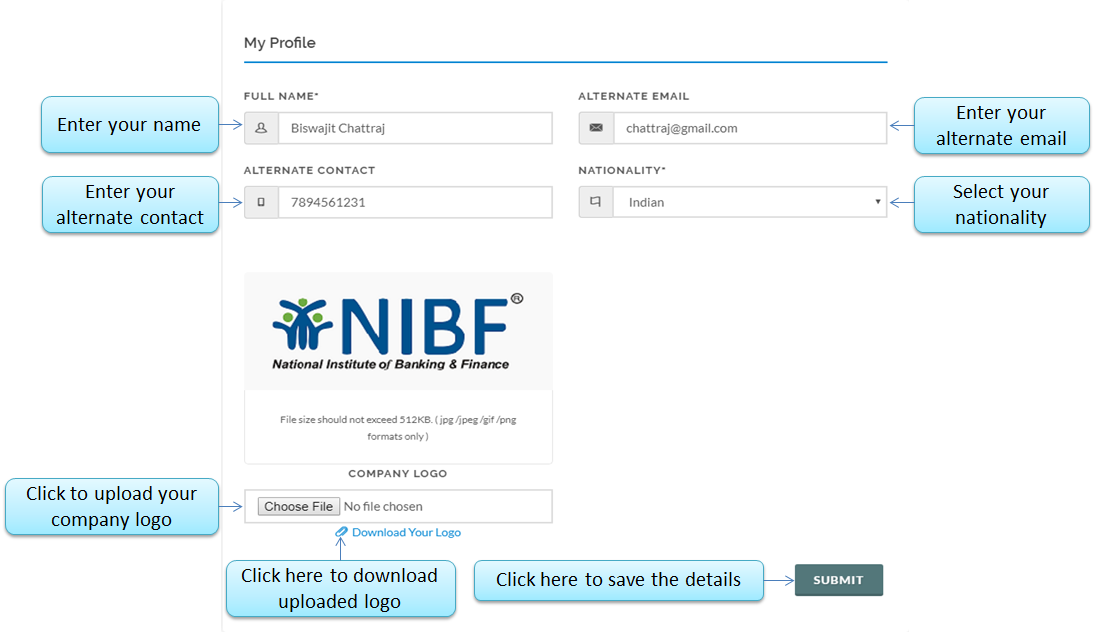 My Profile
FULL NAME*
ALTERNATE EMAIL
Enter your name
Biswajit Chattraj
chattraj@gmail.com
Enter your
alternate email
ALTERNATE CONTACT
NATIONALITY*
Enter your
alternate contact
7894561231
Indian
Select your
nationality
NIBF®
National Institute of Banking & Finance
File size should not exceed 512KB. ( jpg /jpeg /gif /png
formats only )
COMPANY LOGO
Click to upload your
company logo
Choose File No file chosen
Download Your Logo
Click here to download
uploaded logo
Click here to save the details
SUBMIT